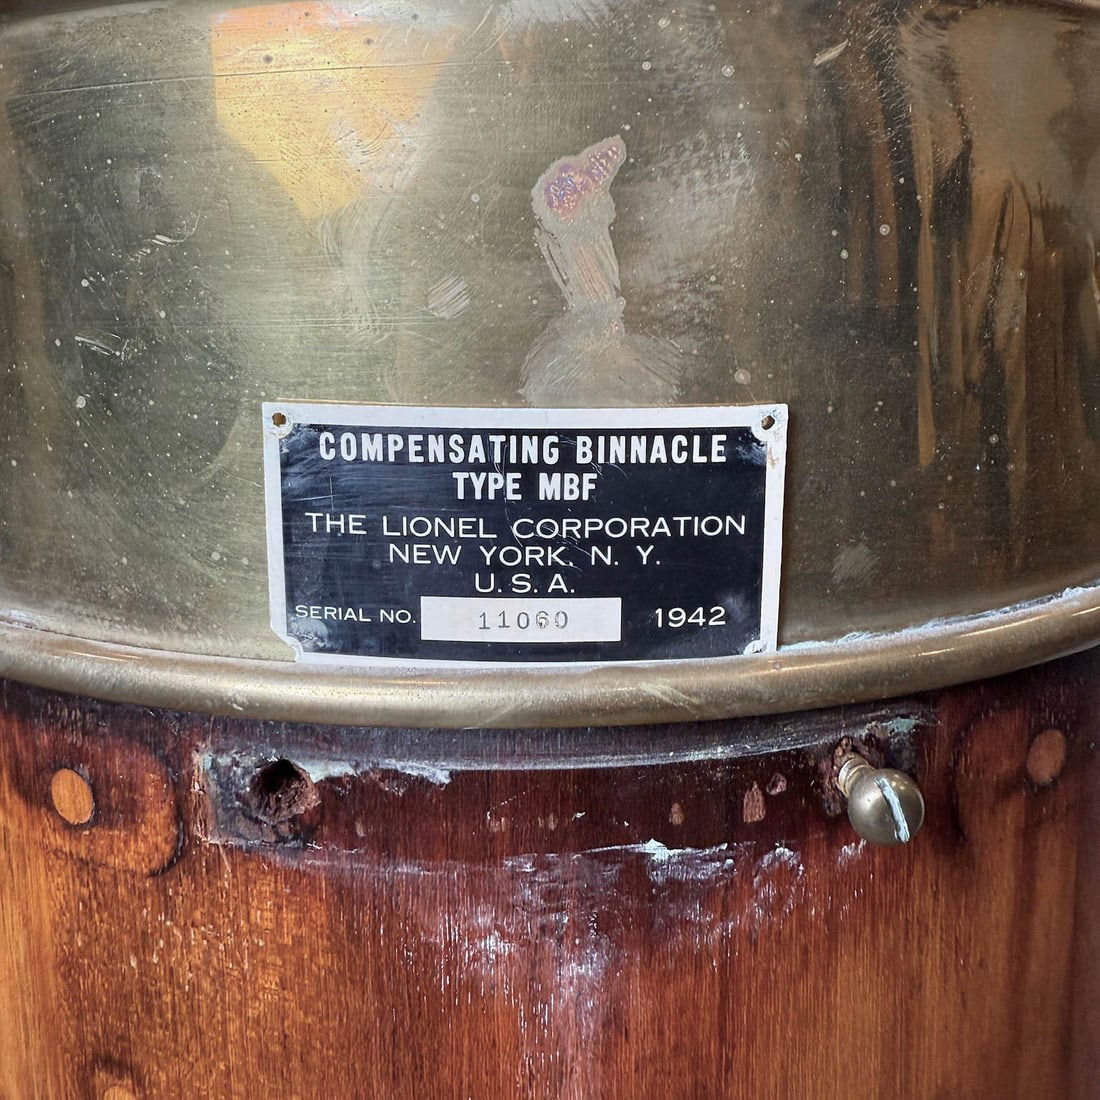 COMPENSATING BINNACLE
TYPE MBF
THE LIONEL CORPORATION
NEW YORK. N. Y.
U. S. A.
SERIAL NO. 11060 1942